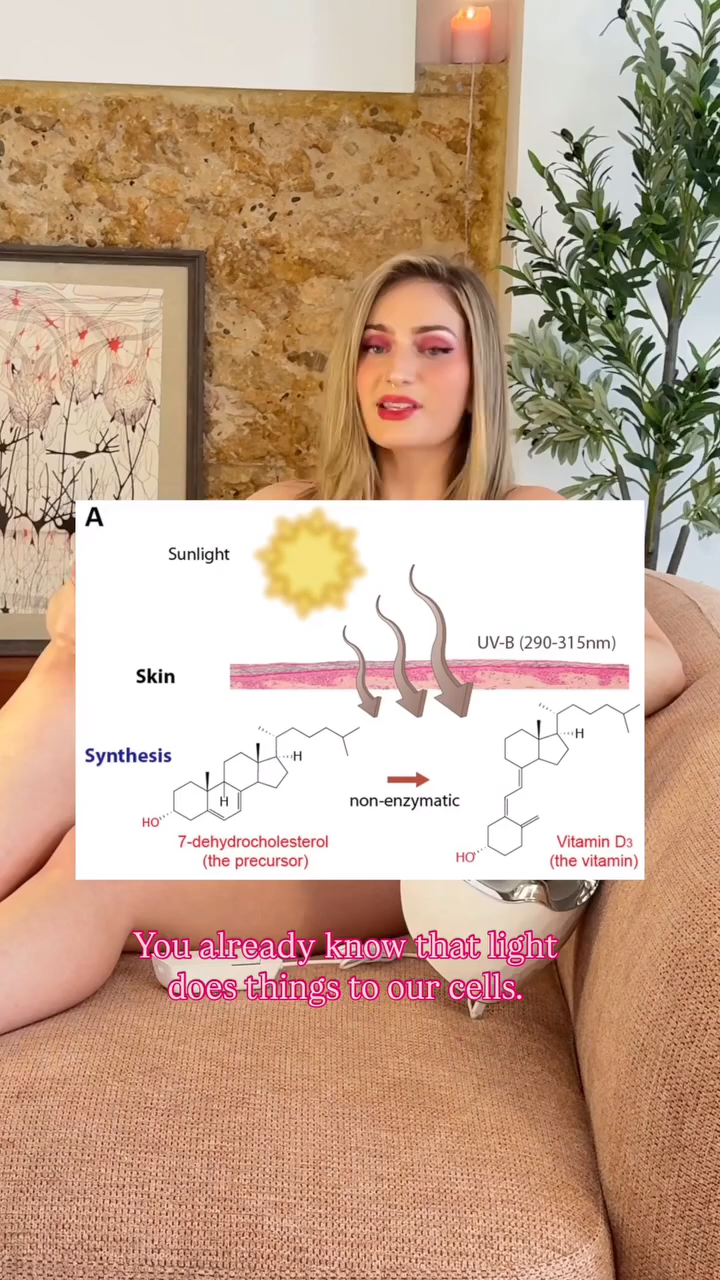 A
Sunlight
UV-B (290-315nm)
Skin
Synthesis
H
H
HO
7-dehydrocholesterol
(the precursor)
non-enzymatic
H
HO
Vitamin D3
(the vitamin)
You already know that light
does things to our cells.